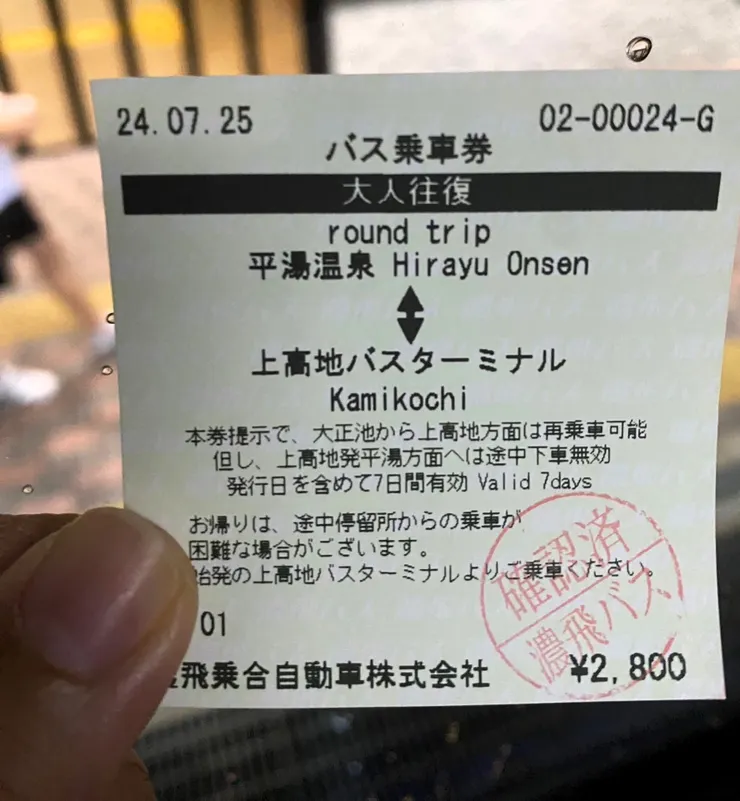 24.07.25 02-00024-G
バス乗車券
大人往復
round trip
平湯温泉 Hirayu Onsen
上高地バスターミナル
Kamikochi
本券提示で、大正池から上高地方面は再乗車可能
但し、上高地発平湯方面へは途中下車無効
発行日を含めて7日間有効 Valid 7days
お帰りは、途中停留所からの乗車が
困難な場合がございます。
始発の上高地バスターミナルよりご乗車ください。
確認済
濃飛バス
01
飛乗合自動車株式会社 ¥2,800